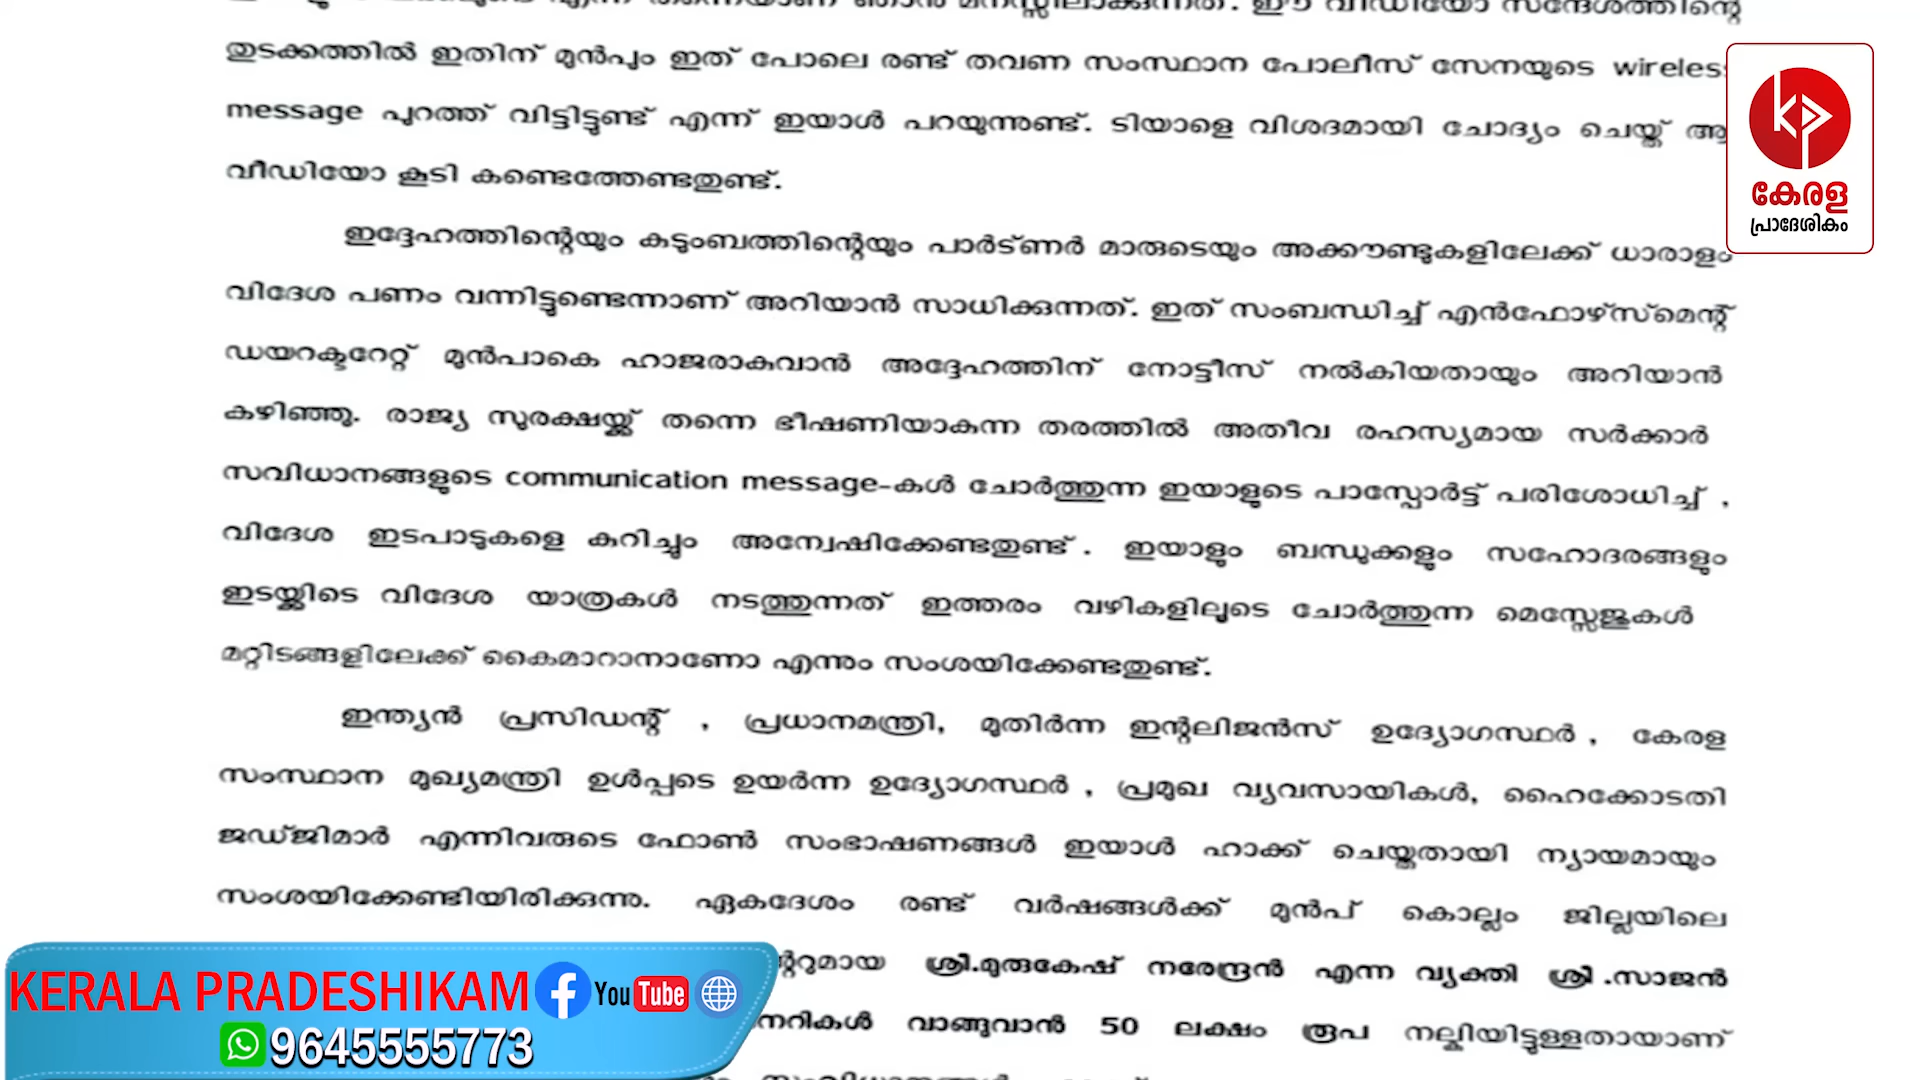 തുടക്കത്തിൽ ഇതിന് മുൻപും ഇത് പോലെ രണ്ട് തവണ സംസ്ഥാന പോലീസ് സേനയുടെ wireless
message പുറത്ത് വിട്ടിട്ടുണ്ട് എന്ന് ഇയാൾ പറയുന്നുണ്ട്. ടിയാളെ വിശദമായി ചോദ്യം ചെയ്ത് ആ
വീഡിയോ കൂടി കണ്ടെത്തേണ്ടതുണ്ട്.
ഇദ്ദേഹത്തിന്റെയും കുടുംബത്തിന്റെയും പാർട്ണർ മാരുടെയും അക്കൗണ്ടുകളിലേക്ക് ധാരാളം
വിദേശ പണം വന്നിട്ടുണ്ടെന്നാണ് അറിയാൻ സാധിക്കുന്നത്. ഇത് സംബന്ധിച്ച് എൻഫോഴ്സ്മെന്റ്
ഡയറക്ടറേറ്റ് മുൻപാകെ ഹാജരാകുവാൻ അദ്ദേഹത്തിന് നോട്ടീസ് നൽകിയതായും അറിയാൻ
കഴിഞ്ഞു. രാജ്യ സുരക്ഷയ്ക്ക് തന്നെ ഭീഷണിയാകുന്ന തരത്തിൽ അതീവ രഹസ്യമായ സർക്കാർ
സവിധാനങ്ങളുടെ communication message-കൾ ചോർത്തുന്ന ഇയാളുടെ പാസ്പോർട്ട് പരിശോധിച്ച് ,
വിദേശ ഇടപാടുകളെ കുറിച്ചും അന്വേഷിക്കേണ്ടതുണ്ട് . ഇയാളും ബന്ധുക്കളും സഹോദരങ്ങളും
ഇടയ്ക്കിടെ വിദേശ യാത്രകൾ നടത്തുന്നത് ഇത്തരം വഴികളിലൂടെ ചോർത്തുന്ന മെസ്സേജുകൾ
മറ്റിടങ്ങളിലേക്ക് കൈമാറാനാണോ എന്നും സംശയിക്കേണ്ടതുണ്ട്.
ഇന്ത്യൻ പ്രസിഡന്റ് , പ്രധാനമന്ത്രി, മുതിർന്ന ഇന്റലിജൻസ് ഉദ്യോഗസ്ഥർ , കേരള
സംസ്ഥാന മുഖ്യമന്ത്രി ഉൾപ്പടെ ഉയർന്ന ഉദ്യോഗസ്ഥർ , പ്രമുഖ വ്യവസായികൾ, ഹൈക്കോടതി
ജഡ്ജിമാർ എന്നിവരുടെ ഫോൺ സംഭാഷണങ്ങൾ ഇയാൾ ഹാക്ക് ചെയ്തതായി ന്യായമായും
സംശയിക്കേണ്ടിയിരിക്കുന്നു. ഏകദേശം രണ്ട് വർഷങ്ങൾക്ക് മുൻപ് കൊല്ലം ജില്ലയിലെ
ശ്രീ.മുരുകേഷ് നരേന്ദ്രൻ എന്ന വ്യക്തി ശ്രീ .സാജൻ
വാങ്ങുവാൻ 50 ലക്ഷം രൂപ നല്കിയിട്ടുള്ളതായാണ്
കേരള
പ്രാദേശികം
KERALA PRADESHIKAM You Tube
9645555773